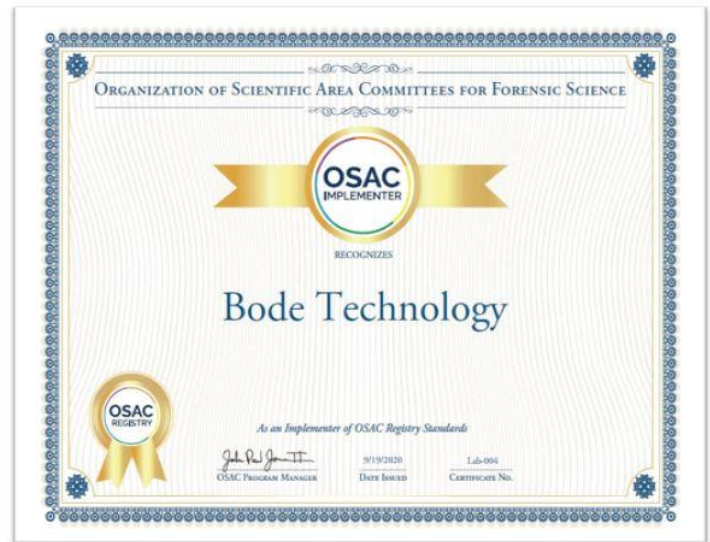 ORGANIZATION OF SCIENTIFIC AREA COMMITTEES FOR FORENSIC SCIENCE
OSAC
IMPLEMENTER
RECOGNIZES
Bode Technology
OSAC
REGISTRY
As an Implementer of OSAC Registry Standards
9/19/2020
Lab-004
OSAC PROGRAM MANAGER
DATE ISSUED
CERTIFICATE NO.